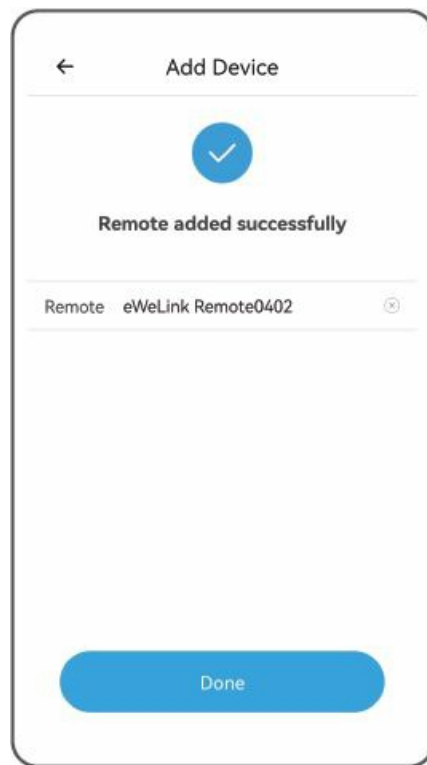 Add Device
Remote added successfully
Remote eWeLink Remote0402
Done